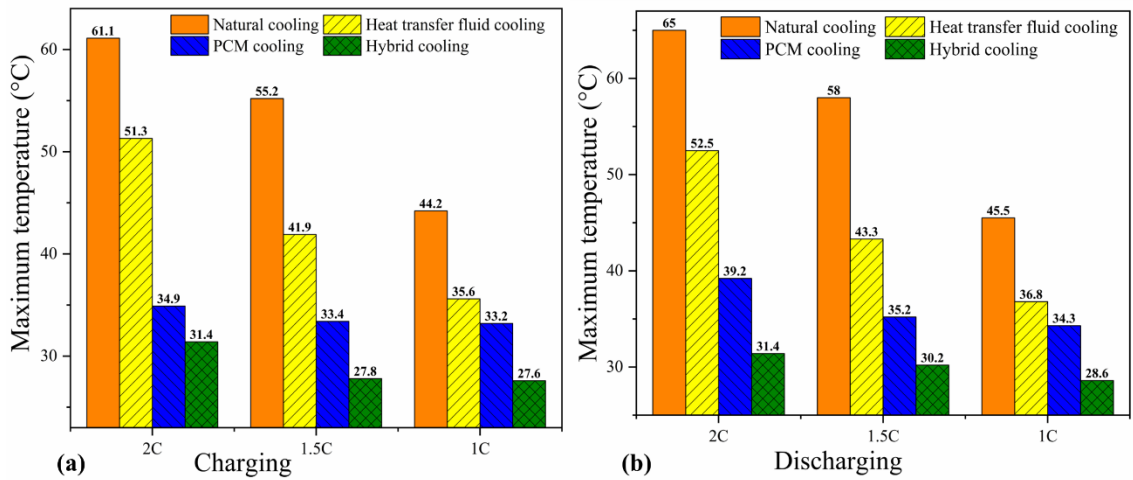 Natural cooling
Heat transfer fluid cooling
PCM cooling
Hybrid cooling
Maximum temperature (°C)
60
50
40
30
61.1
51.3
34.9
31.4
55.2
41.9
33.4
27.8
44.2
35.6
33.2
27.6
2C
1.5C
1C
(a)
Charging
Natural cooling
Heat transfer fluid cooling
PCM cooling
Hybrid cooling
Maximum temperature (°C)
60
50
40
30
65
52.5
39.2
31.4
58
43.3
35.2
30.2
45.5
36.8
34.3
28.6
2C
1.5C
1C
(b)
Discharging